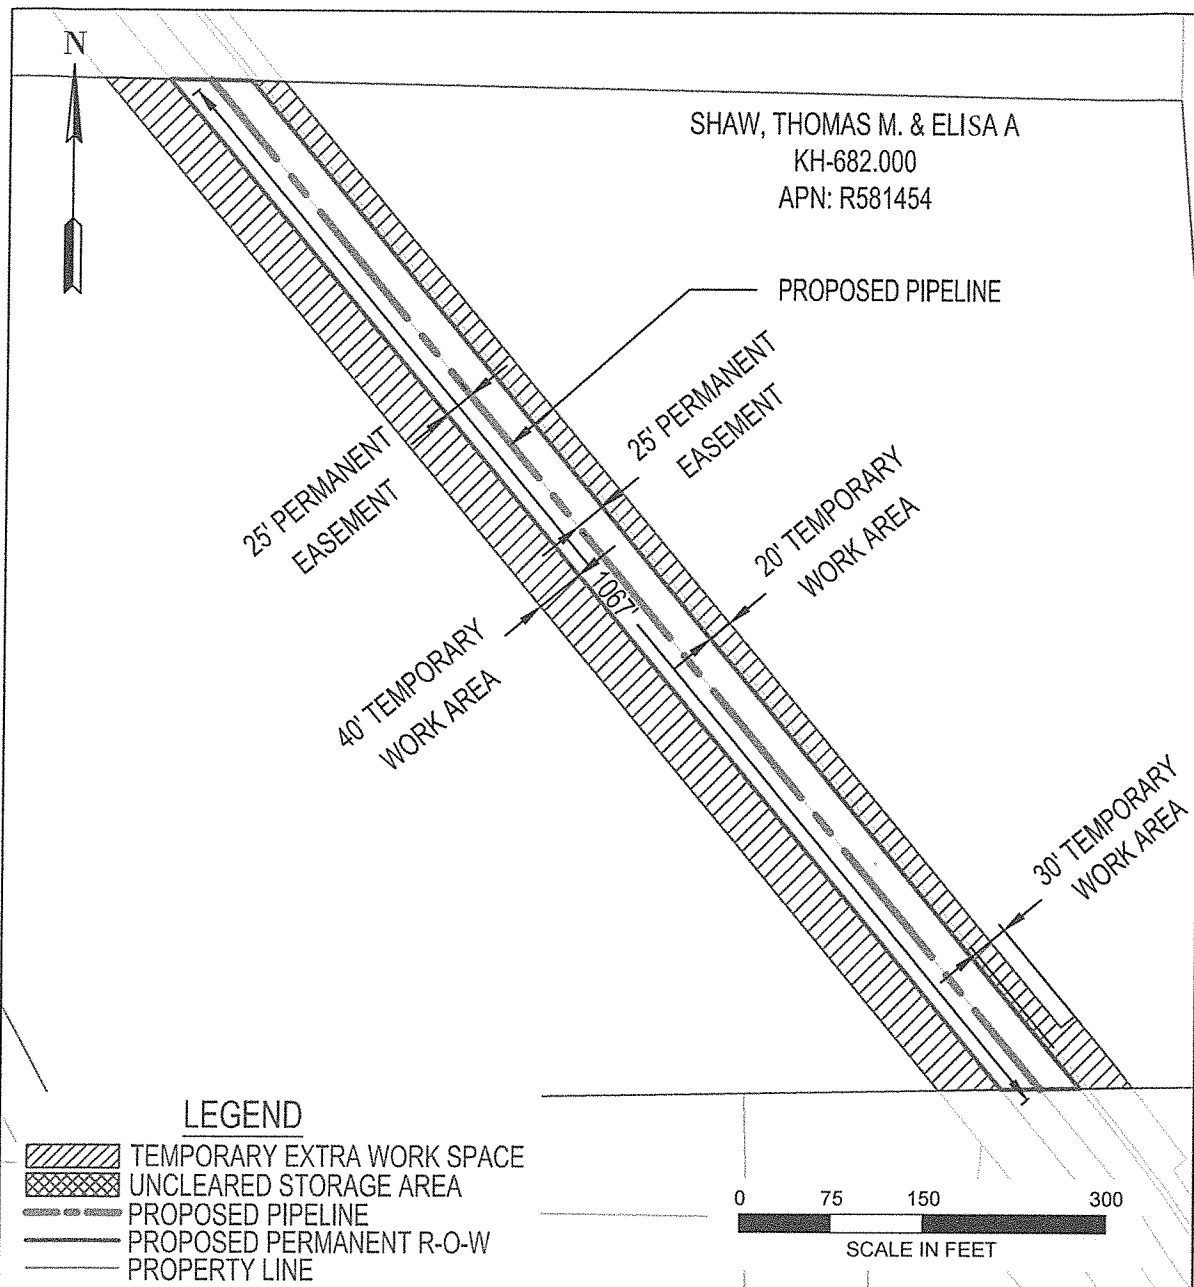 N
SHAW, THOMAS M. & ELISA A
KH-682.000
APN: R581454
PROPOSED PIPELINE
25' PERMANENT
EASEMENT
25' PERMANENT
EASEMENT
20' TEMPORARY
WORK AREA
1067'
40' TEMPORARY
WORK AREA
30' TEMPORARY
WORK AREA
LEGEND
TEMPORARY EXTRA WORK SPACE
UNCLEARED STORAGE AREA
PROPOSED PIPELINE
PROPOSED PERMANENT R-O-W
PROPERTY LINE
0 75 150 300
SCALE IN FEET